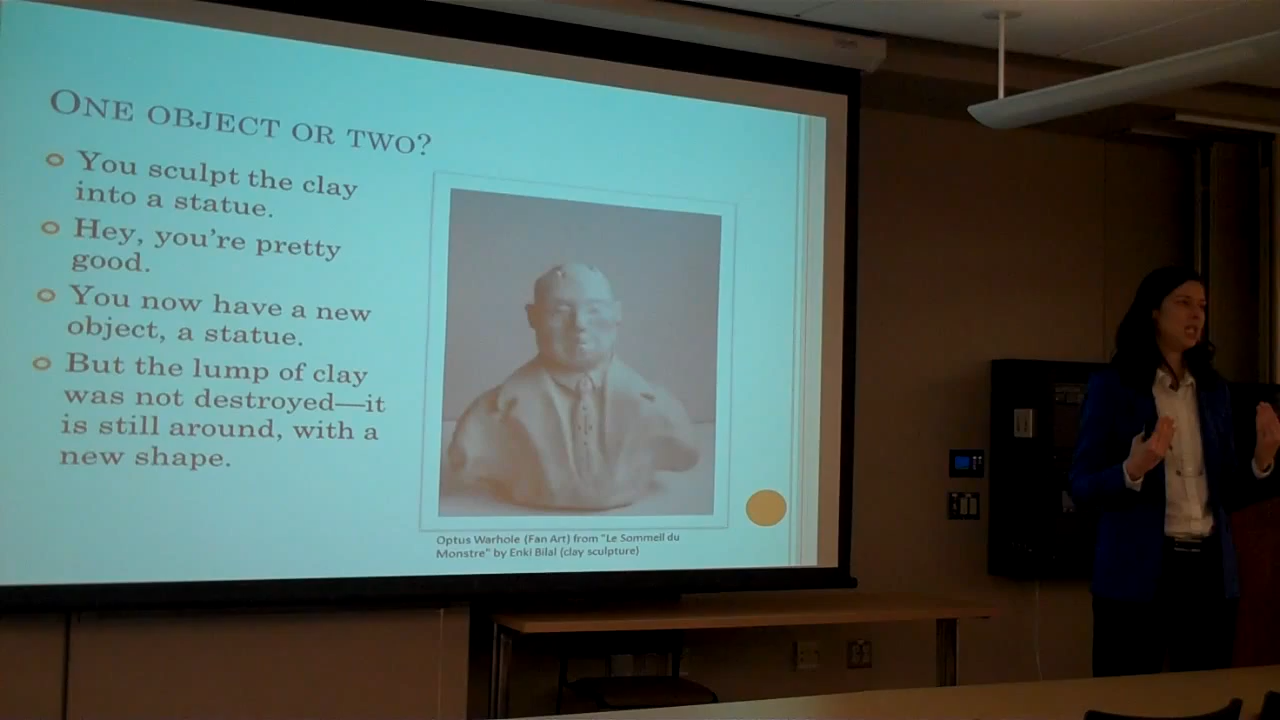 ONE OBJECT OR TWO?
You sculpt the clay
into a statue.
Hey, you're pretty
good.
You now have a new
object, a statue.
But the lump of clay
was not destroyed—it
is still around, with a
new shape.
Optus Warhole (Fan Art) from "Le Sommeil du
Monstre" by Enki Bilal (clay sculpture)